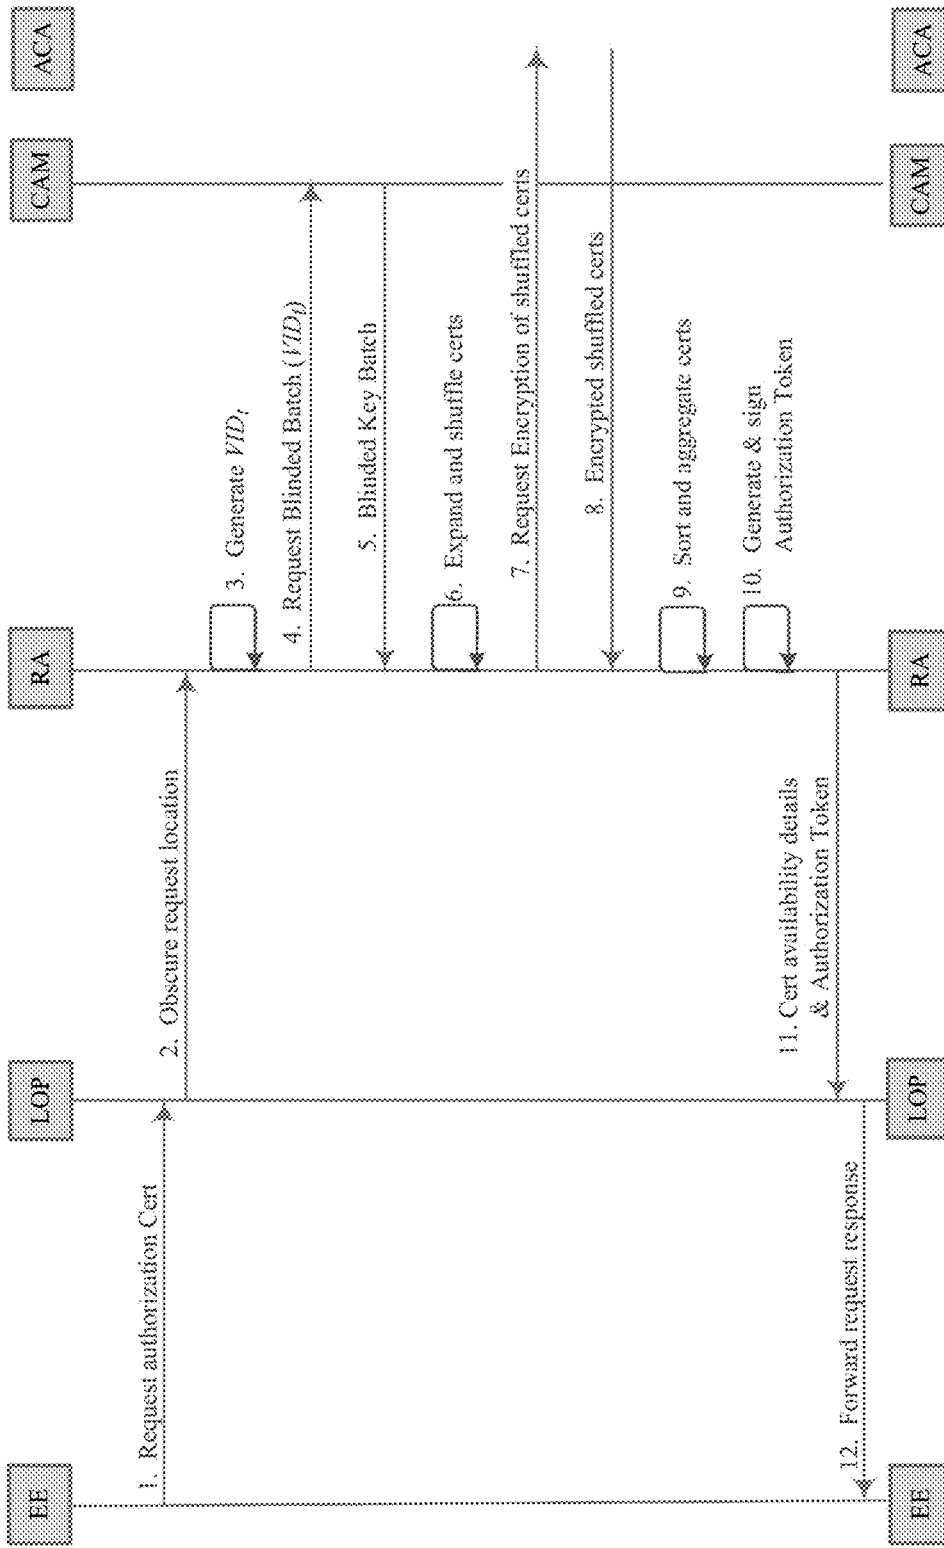 EE
LOP
RA
CAM
ACA
1. Request authorization Cert
2. Obscure request location
3. Generate VIDᵢ
4. Request Blinded Batch (VIDᵢ)
5. Blinded Key Batch
6. Expand and shuffle certs
7. Request Encryption of shuffled certs
8. Encrypted shuffled certs
9. Sort and aggregate certs
10. Generate & sign
Authorization Token
11. Cert availability details
& Authorization Token
12. Forward request response
EE
LOP
RA
CAM
ACA